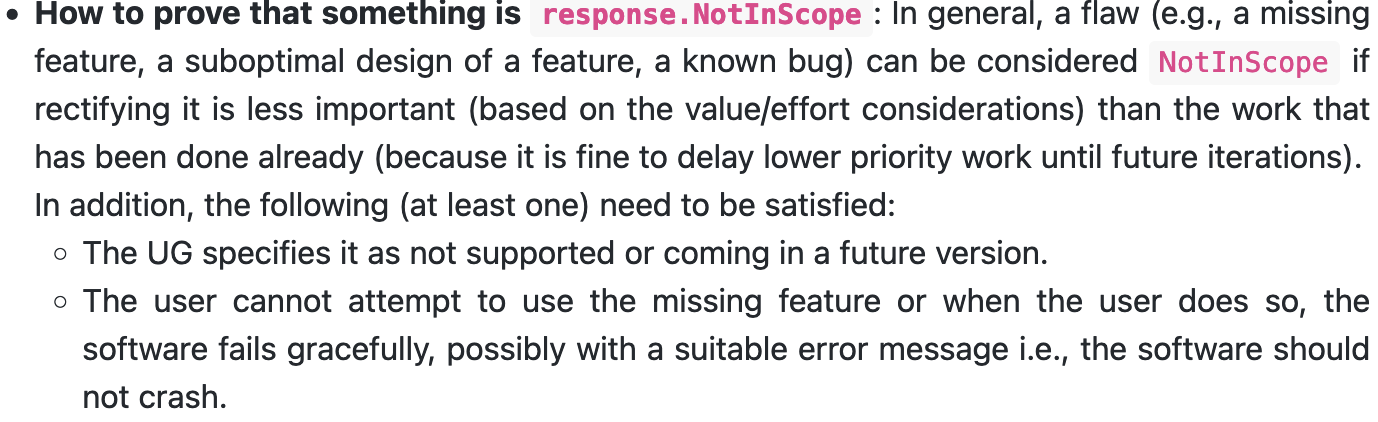 • How to prove that something is response.NotInScope : In general, a flaw (e.g., a missing
feature, a suboptimal design of a feature, a known bug) can be considered NotInScope if
rectifying it is less important (based on the value/effort considerations) than the work that
has been done already (because it is fine to delay lower priority work until future iterations).
In addition, the following (at least one) need to be satisfied:
◦ The UG specifies it as not supported or coming in a future version.
◦ The user cannot attempt to use the missing feature or when the user does so, the
software fails gracefully, possibly with a suitable error message i.e., the software should
not crash.